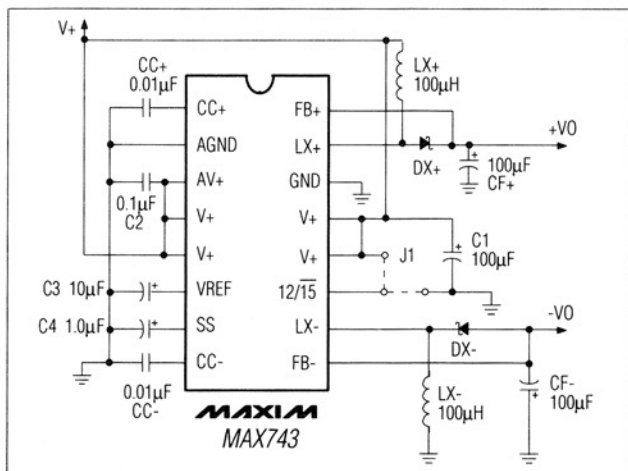 V+
CC+
0.01μF
LX+
100μH
CC+
FB+
+VO
AGND
LX+
DX+
100μF
CF+
AV+
GND
0.1μF
C2
V+
V+
C1
100μF
V+
V+
J1
C3 10μF
VREF
12/1̅5̅
C4 1.0μF
SS
LX-
-VO
DX-
CC-
FB-
0.01μF
CC-
LX-
100μH
CF-
100μF
MAXIM
MAX743